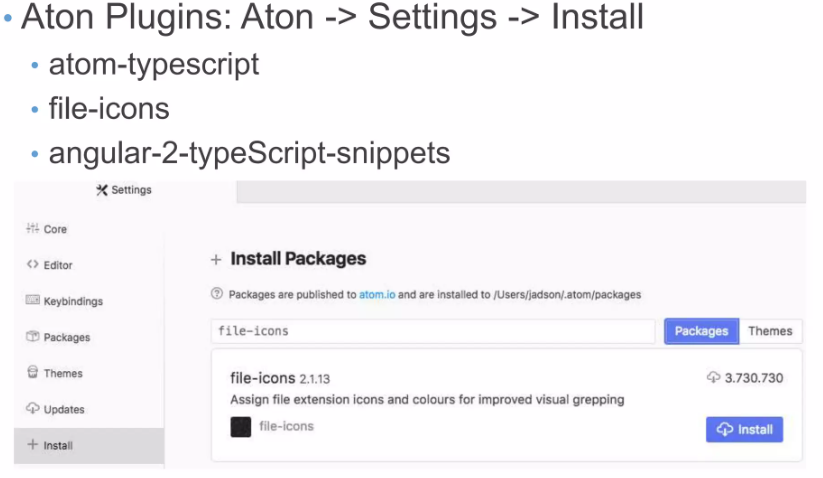 • Aton Plugins: Aton -> Settings -> Install
• atom-typescript
• file-icons
• angular-2-typeScript-snippets
Settings
Core
Editor
Keybindings
Packages
Themes
Updates
+ Install
+ Install Packages
? Packages are published to atom.io and are installed to /Users/jadson/.atom/packages
file-icons
Packages Themes
file-icons 2.1.13 3.730.730
Assign file extension icons and colours for improved visual grepping
file-icons
Install